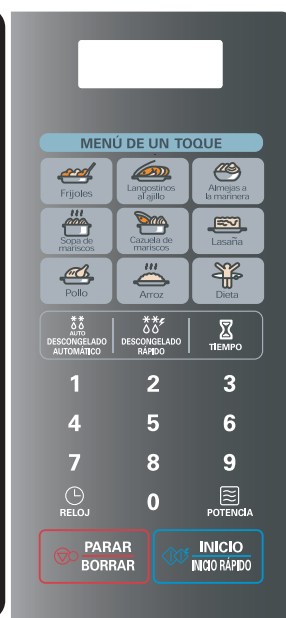 MENÚ DE UN TOQUE
Frijoles
Langostinos
al ajillo
Almejas a
la marinera
Sopa de
mariscos
Cazuela de
mariscos
Lasaña
Pollo
Arroz
Dieta
AUTO
DESCONGELADO
AUTOMÁTICO
DESCONGELADO
RÁPIDO
TIEMPO
1 2 3
4 5 6
7 8 9
RELOJ
0
POTENCIA
PARAR
BORRAR
INICIO
INICIO RÁPIDO